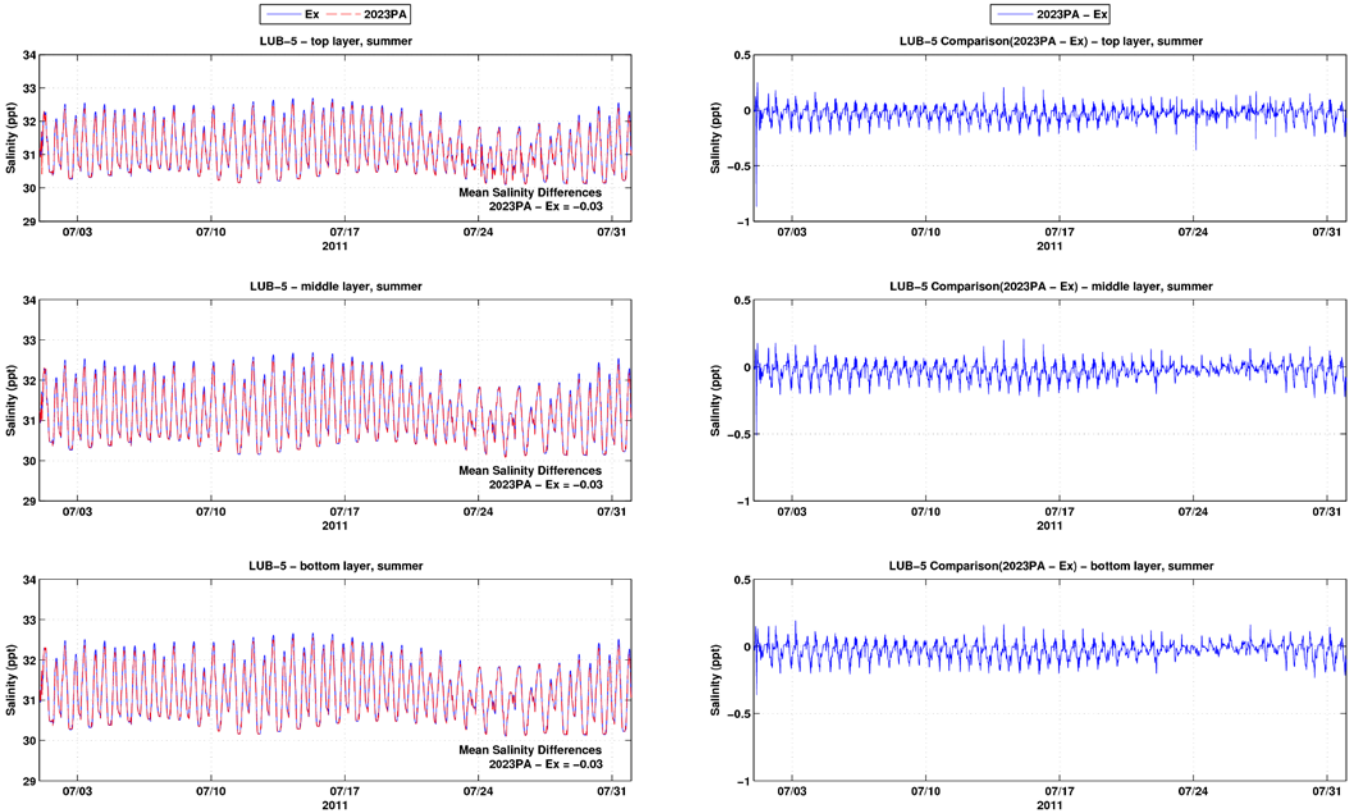 Ex 2023PA
LUB−5 − top layer, summer
34
33
32
31
30
29
Salinity (ppt)
Mean Salinity Differences
2023PA − Ex = −0.03
07/03 07/10 07/17 07/24 07/31
2011
2023PA − Ex
LUB−5 Comparison(2023PA − Ex) − top layer, summer
0.5
0
−0.5
−1
Salinity (ppt)
07/03 07/10 07/17 07/24 07/31
2011
LUB−5 − middle layer, summer
34
33
32
31
30
29
Salinity (ppt)
Mean Salinity Differences
2023PA − Ex = −0.03
07/03 07/10 07/17 07/24 07/31
2011
LUB−5 Comparison(2023PA − Ex) − middle layer, summer
0.5
0
−0.5
−1
Salinity (ppt)
07/03 07/10 07/17 07/24 07/31
2011
LUB−5 − bottom layer, summer
34
33
32
31
30
29
Salinity (ppt)
Mean Salinity Differences
2023PA − Ex = −0.03
07/03 07/10 07/17 07/24 07/31
2011
LUB−5 Comparison(2023PA − Ex) − bottom layer, summer
0.5
0
−0.5
−1
Salinity (ppt)
07/03 07/10 07/17 07/24 07/31
2011